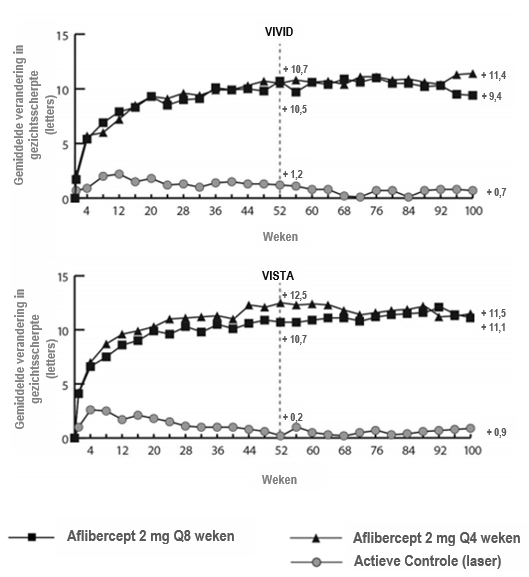 VIVID
Gemiddelde verandering in
gezichtsscherpte
(letters)
15
10
5
0
+ 10,7
+ 10,5
+ 1,2
+ 11,4
+ 9,4
+ 0,7
4 12 20 28 36 44 52 60 68 76 84 92 100
Weken
VISTA
Gemiddelde verandering in
gezichtsscherpte
(letters)
15
10
5
0
+ 12,5
+ 10,7
+ 0,2
+ 11,5
+ 11,1
+ 0,9
4 12 20 28 36 44 52 60 68 76 84 92 100
Weken
Aflibercept 2 mg Q8 weken
Aflibercept 2 mg Q4 weken
Actieve Controle (laser)